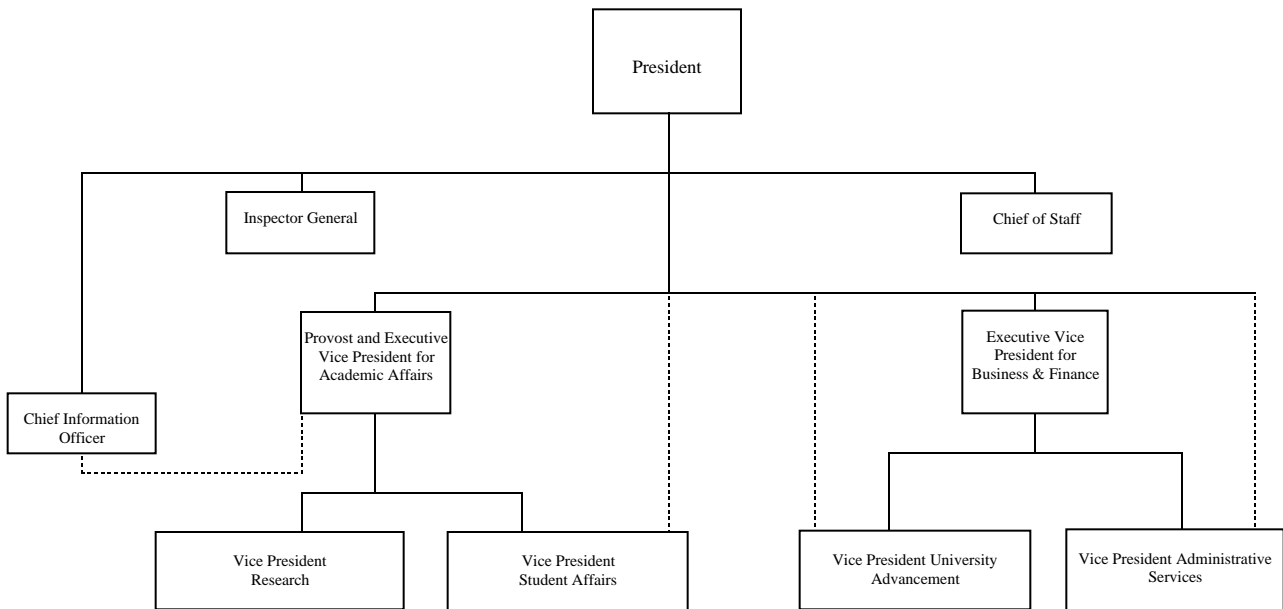 President
Inspector General
Chief of Staff
Provost and Executive
Vice President for
Academic Affairs
Executive Vice
President for
Business & Finance
Chief Information
Officer
Vice President
Research
Vice President
Student Affairs
Vice President University
Advancement
Vice President Administrative
Services